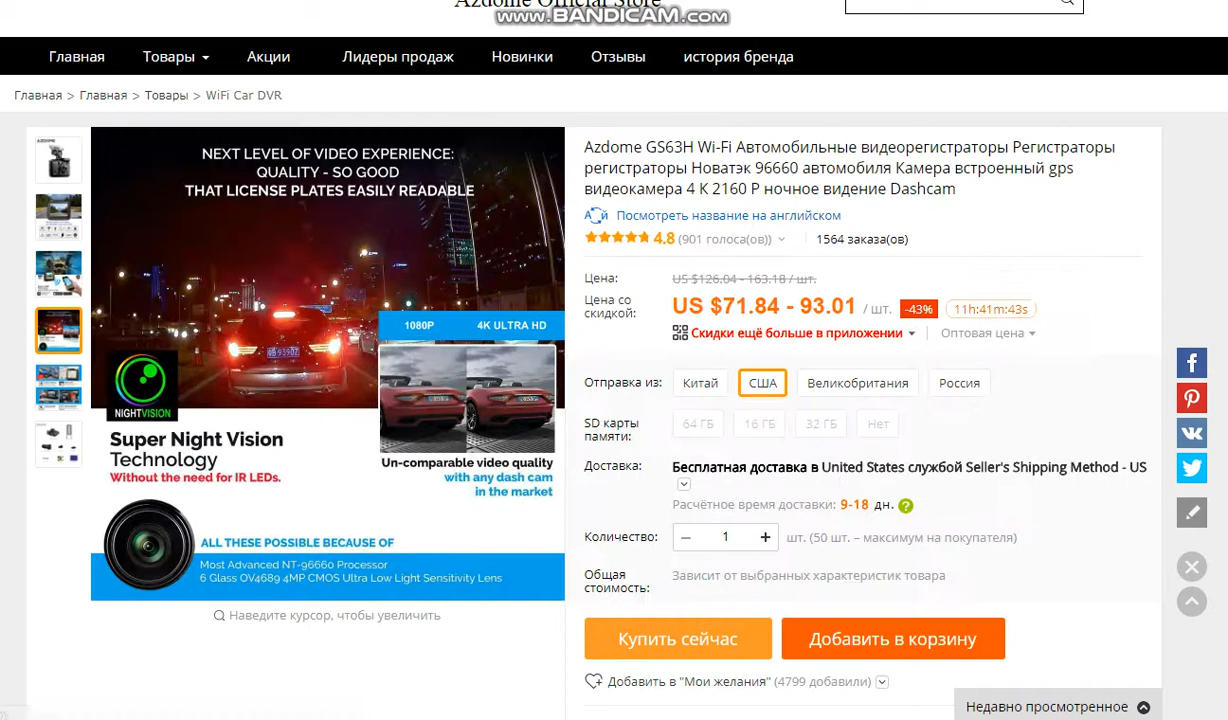 Azdome Official Store
www.BANDICAM.com
Главная Товары Акции Лидеры продаж Новинки Отзывы история бренда
Главная > Главная > Товары > WiFi Car DVR
NEXT LEVEL OF VIDEO EXPERIENCE:
QUALITY - SO GOOD
THAT LICENSE PLATES EASILY READABLE
1080P 4K ULTRA HD
NIGHTVISION
Super Night Vision
Technology
Without the need for IR LEDs.
Un-comparable video quality
with any dash cam
in the market
ALL THESE POSSIBLE BECAUSE OF
Most Advanced NT-96660 Processor
6 Glass OV4689 4MP CMOS Ultra Low Light Sensitivity Lens
Наведите курсор, чтобы увеличить
Azdome GS63H Wi-Fi Автомобильные видеорегистраторы Регистраторы
регистраторы Новатэк 96660 автомобиля Камера встроенный gps
видеокамера 4 К 2160 P ночное видение Dashcam
Посмотреть название на английском
4.8 (901 голоса(ов)) 1564 заказа(ов)
Цена: US $126.04 - 163.18 / шт.
Цена со
скидкой: US $71.84 - 93.01 / шт. -43% 11h:41m:43s
Скидки ещё больше в приложении Оптовая цена
Отправка из: Китай США Великобритания Россия
SD карты
памяти: 64 ГБ 16 ГБ 32 ГБ Нет
Доставка: Бесплатная доставка в United States службой Seller's Shipping Method - US
Расчётное время доставки: 9-18 дн. ?
Количество: – 1 + шт. (50 шт. – максимум на покупателя)
Общая
стоимость: Зависит от выбранных характеристик товара
Купить сейчас Добавить в корзину
Добавить в "Мои желания" (4799 добавили)
Недавно просмотренное